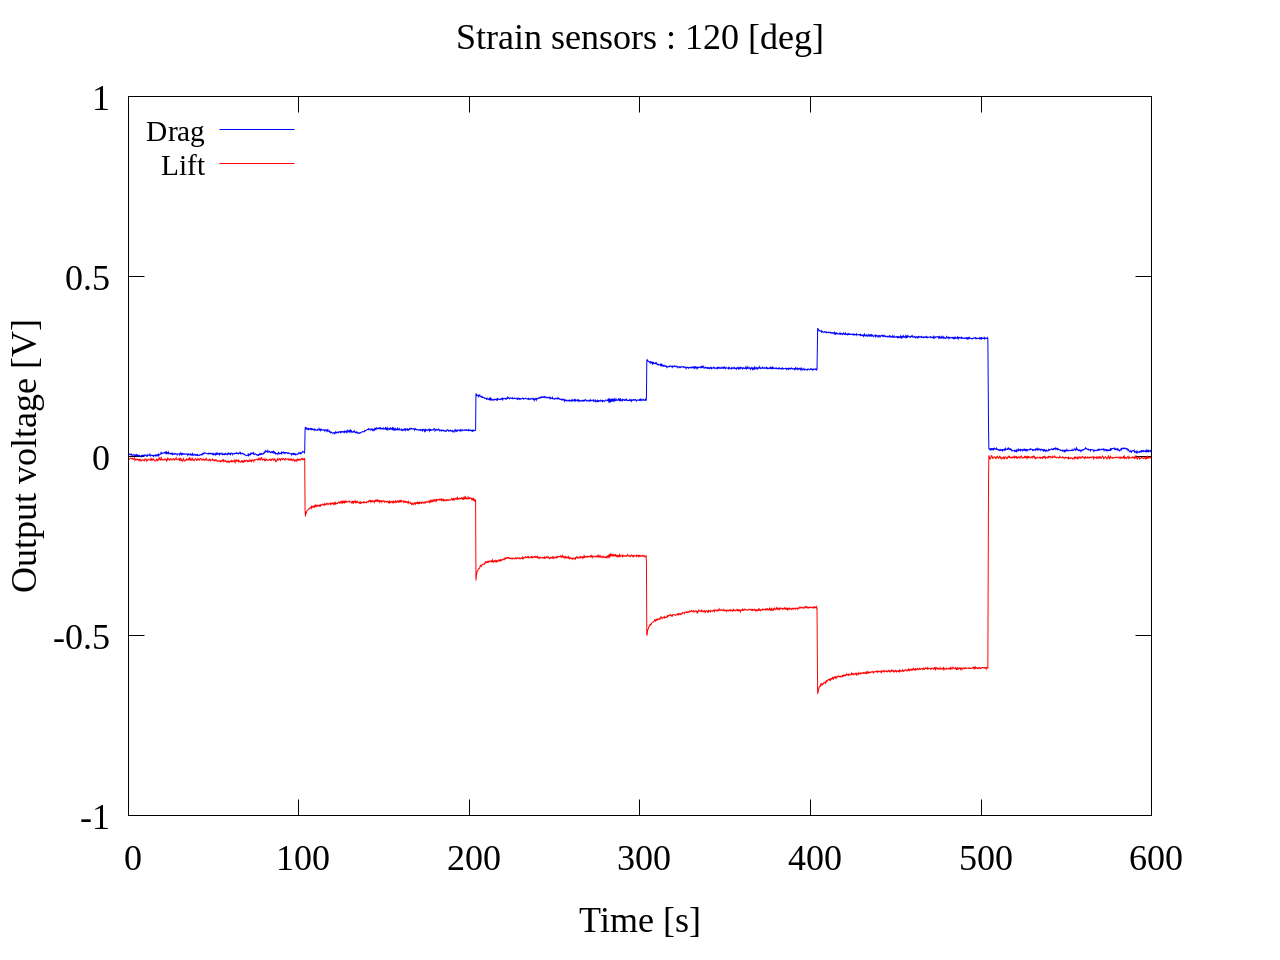 Strain sensors : 120 [deg]
Drag
Lift
1
0.5
0
-0.5
-1
Output voltage [V]
0 100 200 300 400 500 600
Time [s]